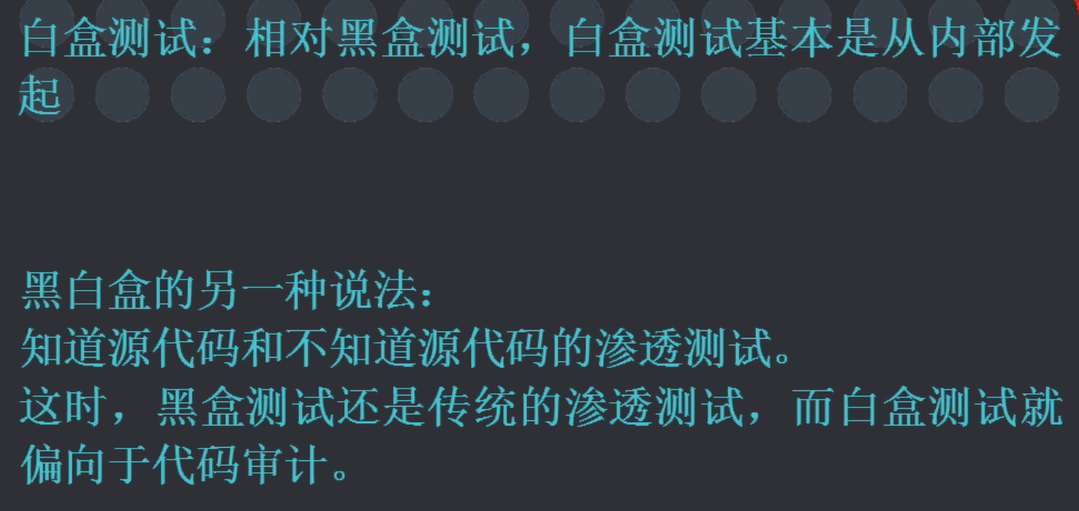 白盒测试：相对黑盒测试，白盒测试基本是从内部发
起
黑白盒的另一种说法：
知道源代码和不知道源代码的渗透测试。
这时，黑盒测试还是传统的渗透测试，而白盒测试就
偏向于代码审计。